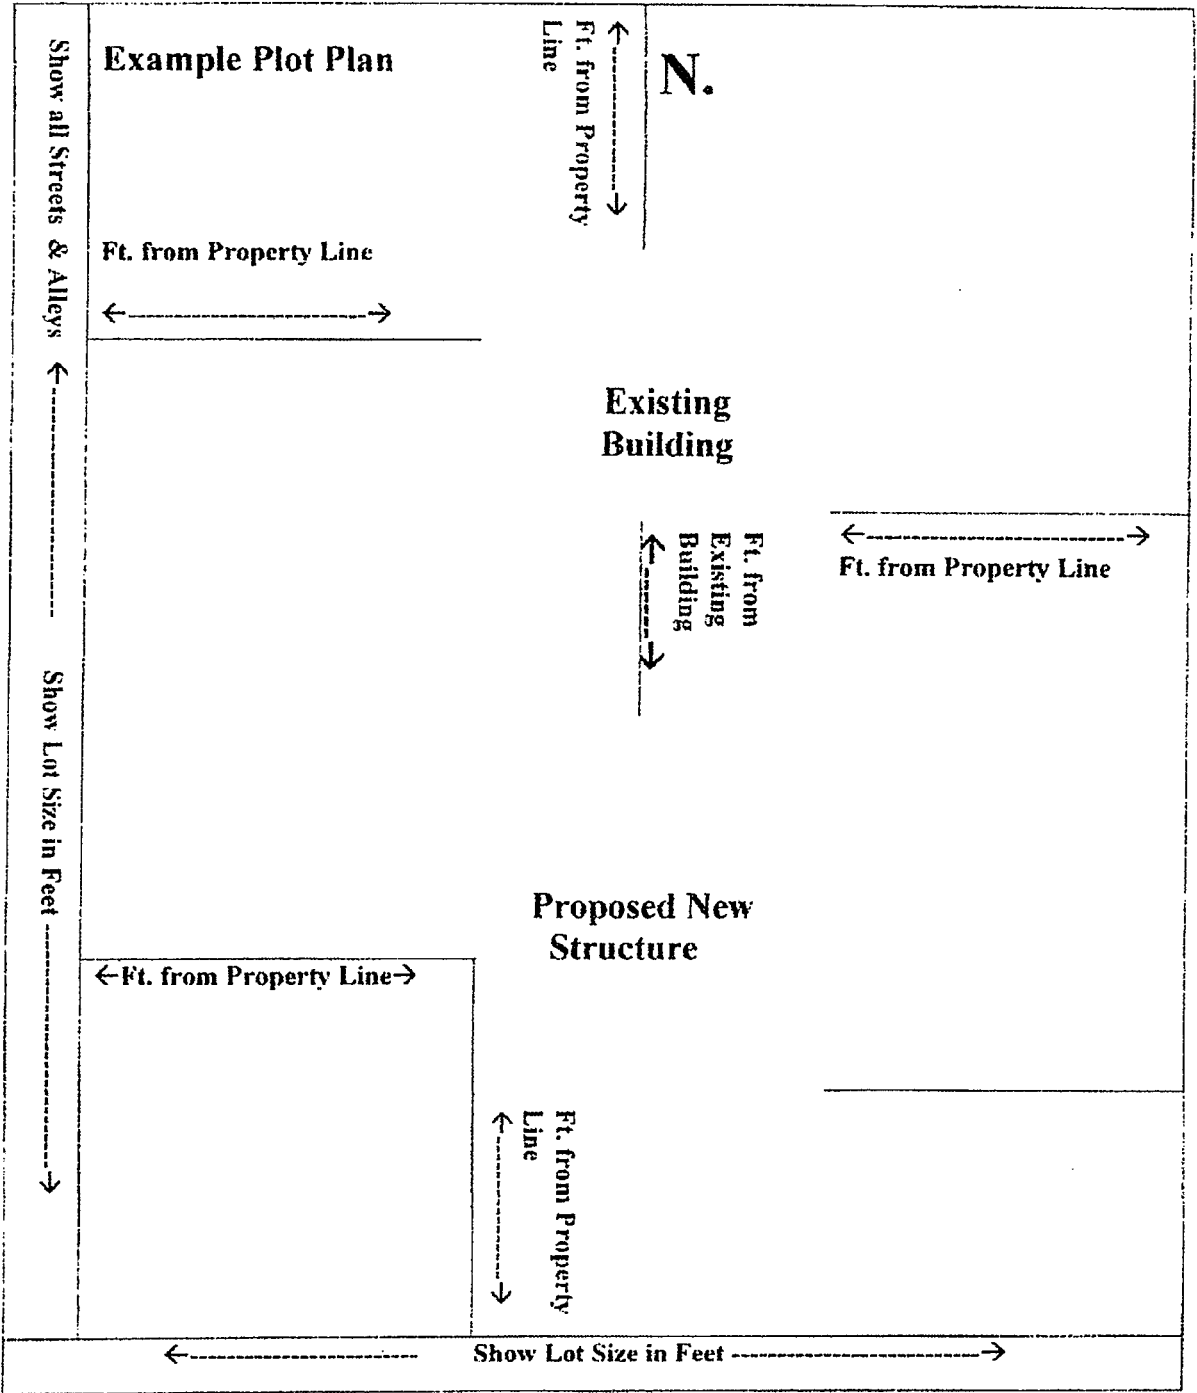 Example Plot Plan
Ft. from Property
Line
N.
Show all Streets & Alleys
Ft. from Property Line
Existing
Building
Ft. from
Existing
Building
Ft. from Property Line
Show Lot Size in Feet
Proposed New
Structure
Ft. from Property Line
Ft. from Property
Line
Show Lot Size in Feet